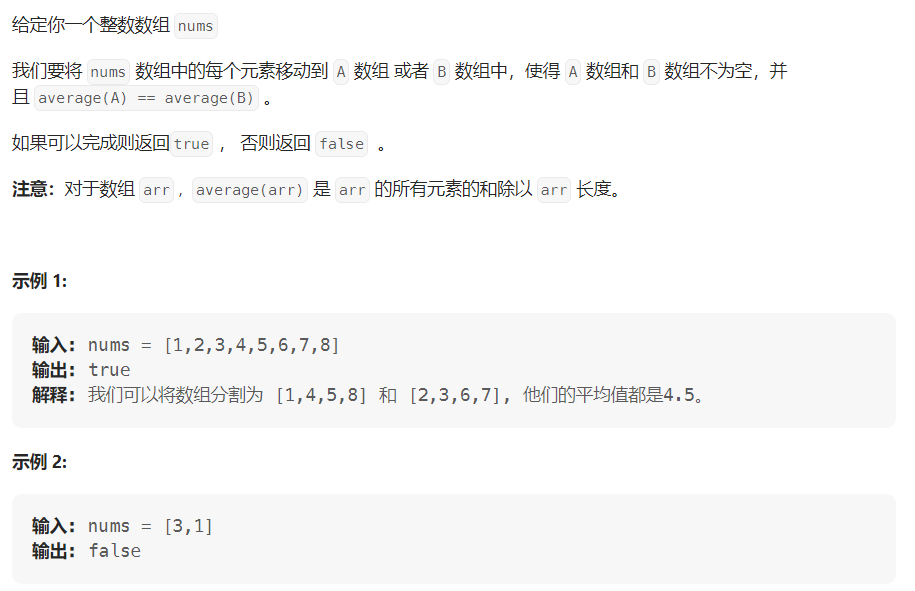 给定你一个整数数组 nums
我们要将 nums 数组中的每个元素移动到 A 数组 或者 B 数组中，使得 A 数组和 B 数组不为空，并
且 average(A) == average(B) 。
如果可以完成则返回true ， 否则返回 false 。
注意：对于数组 arr , average(arr) 是 arr 的所有元素的和除以 arr 长度。
示例 1:
输入： nums = [1,2,3,4,5,6,7,8]
输出： true
解释： 我们可以将数组分割为 [1,4,5,8] 和 [2,3,6,7], 他们的平均值都是4.5。
示例 2:
输入： nums = [3,1]
输出： false